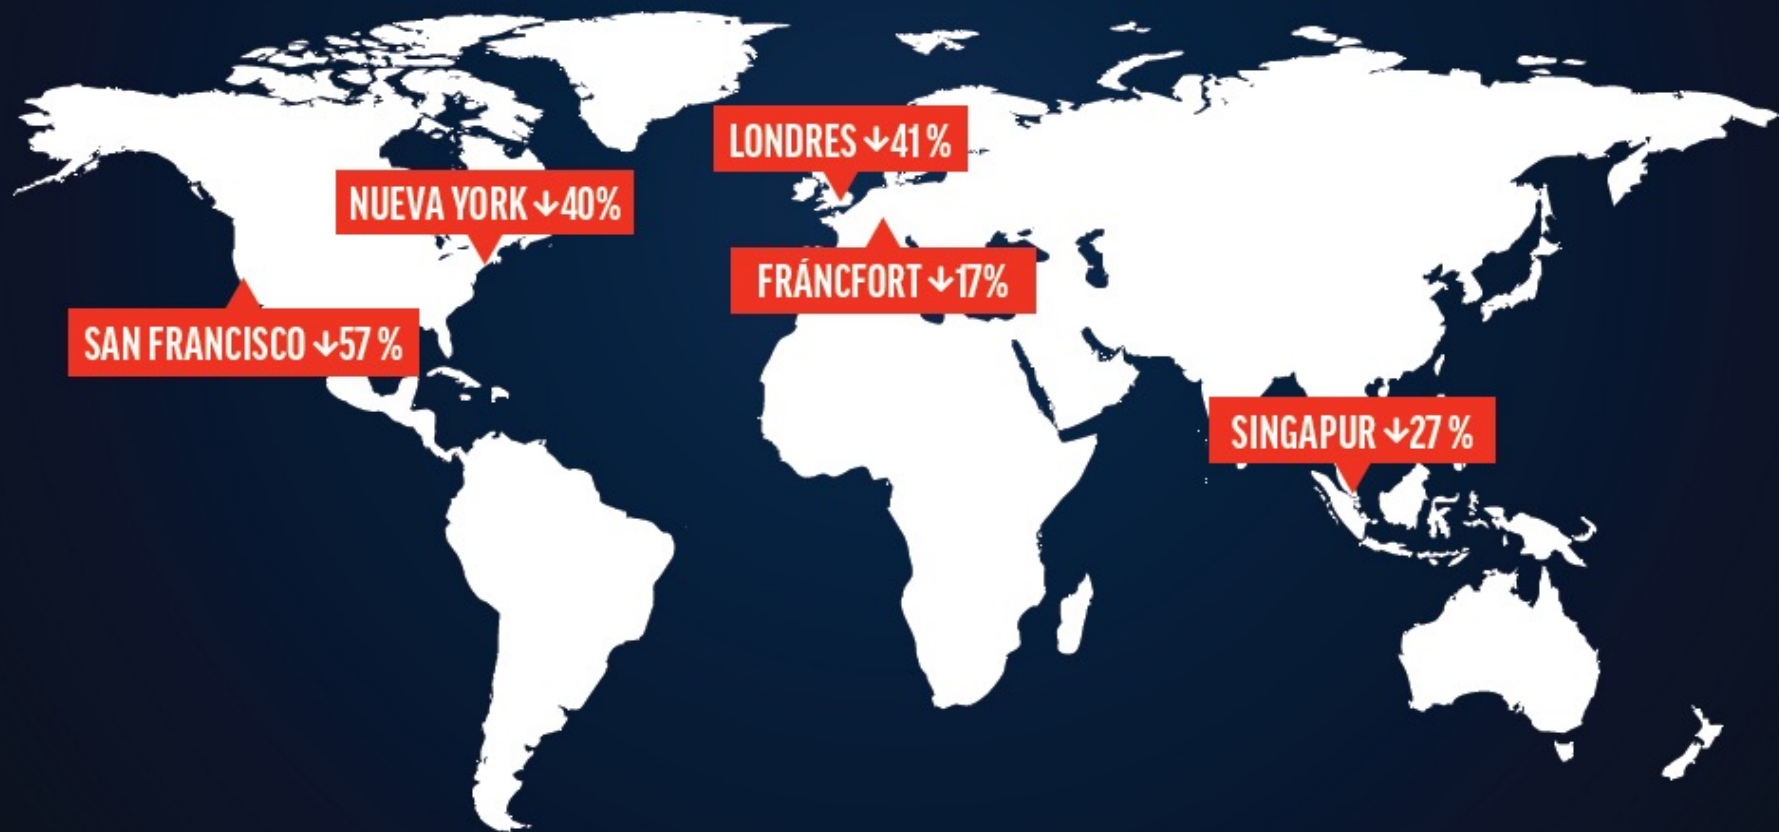 LONDRES ↓41 %
NUEVA YORK ↓40%
FRÁNCFORT ↓17%
SAN FRANCISCO ↓57 %
SINGAPUR ↓27 %